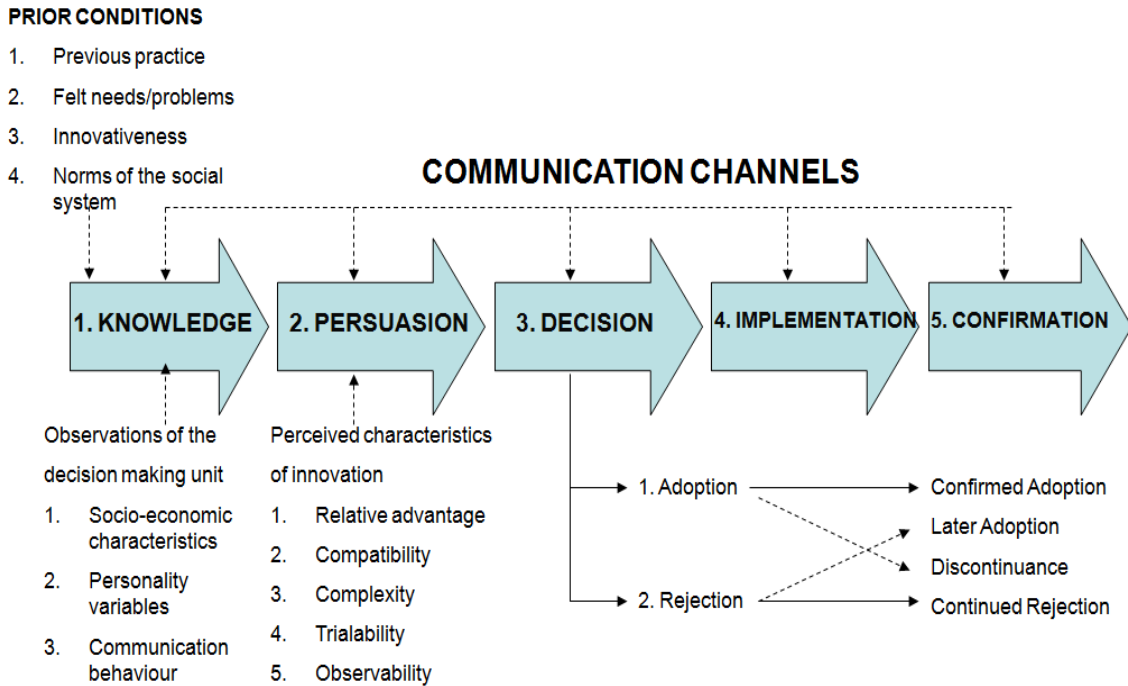 PRIOR CONDITIONS
1. Previous practice
2. Felt needs/problems
3. Innovativeness
4. Norms of the social
system
COMMUNICATION CHANNELS
1. KNOWLEDGE
2. PERSUASION
3. DECISION
4. IMPLEMENTATION
5. CONFIRMATION
Observations of the
decision making unit
1. Socio-economic
characteristics
2. Personality
variables
3. Communication
behaviour
Perceived characteristics
of innovation
1. Relative advantage
2. Compatibility
3. Complexity
4. Trialability
5. Observability
1. Adoption
2. Rejection
Confirmed Adoption
Later Adoption
Discontinuance
Continued Rejection